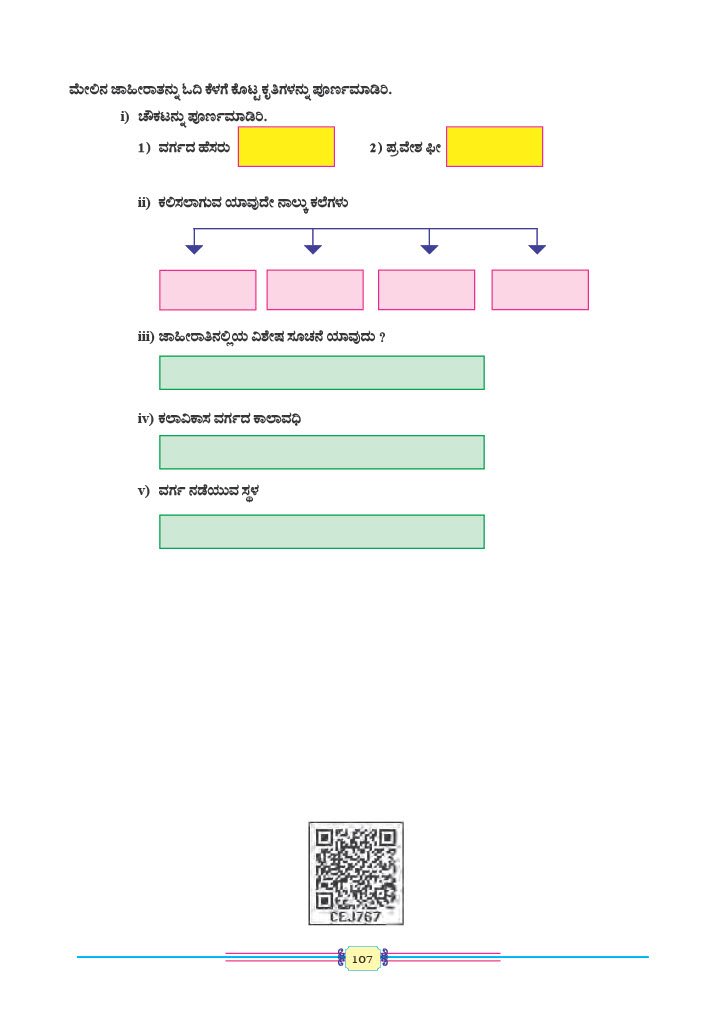 ಮೇಲಿನ ಜಾಹೀರಾತನ್ನು ಓದಿ ಕೆಳಗೆ ಕೊಟ್ಟ ಕೃತಿಗಳನ್ನು ಪೂರ್ಣಮಾಡಿರಿ.
i) ಚೌಕಟನ್ನು ಪೂರ್ಣಮಾಡಿರಿ.
1) ವರ್ಗದ ಹೆಸರು 2) ಪ್ರವೇಶ ಫೀ
ii) ಕಲಿಸಲಾಗುವ ಯಾವುದೇ ನಾಲ್ಕು ಕಲೆಗಳು
iii) ಜಾಹೀರಾತಿನಲ್ಲಿಯ ವಿಶೇಷ ಸೂಚನೆ ಯಾವುದು ?
iv) ಕಲಾವಿಕಾಸ ವರ್ಗದ ಕಾಲಾವಧಿ
v) ವರ್ಗ ನಡೆಯುವ ಸ್ಥಳ
CEJ767
107